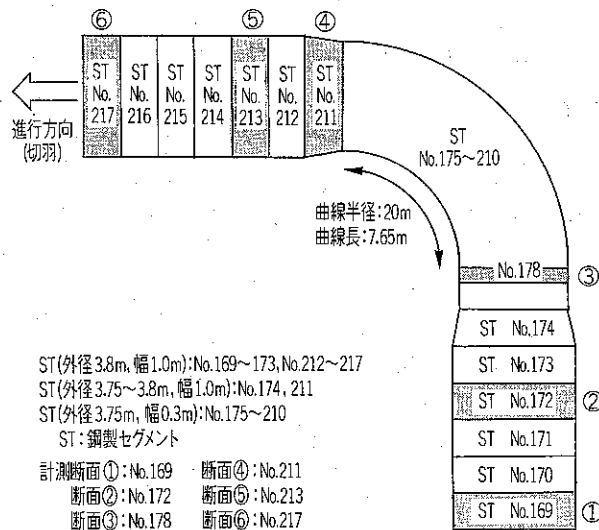 ⑥
⑤
④
ST
No.
217
ST
No.
216
ST
No.
215
ST
No.
214
ST
No.
213
ST
No.
212
ST
No.
211
進行方向
(切羽)
ST
No.175~210
曲線半径:20m
曲線長:7.65m
No.178
③
ST No.174
ST No.173
ST No.172
②
ST No.171
ST No.170
ST No.169
①
ST(外径3.8m, 幅1.0m):No.169~173, No.212~217
ST(外径3.75~3.8m, 幅1.0m):No.174, 211
ST(外径3.75m, 幅0.3m):No.175~210
ST:鋼製セグメント
計測断面①:No.169 断面④:No.211
断面②:No.172 断面⑤:No.213
断面③:No.178 断面⑥:No.217